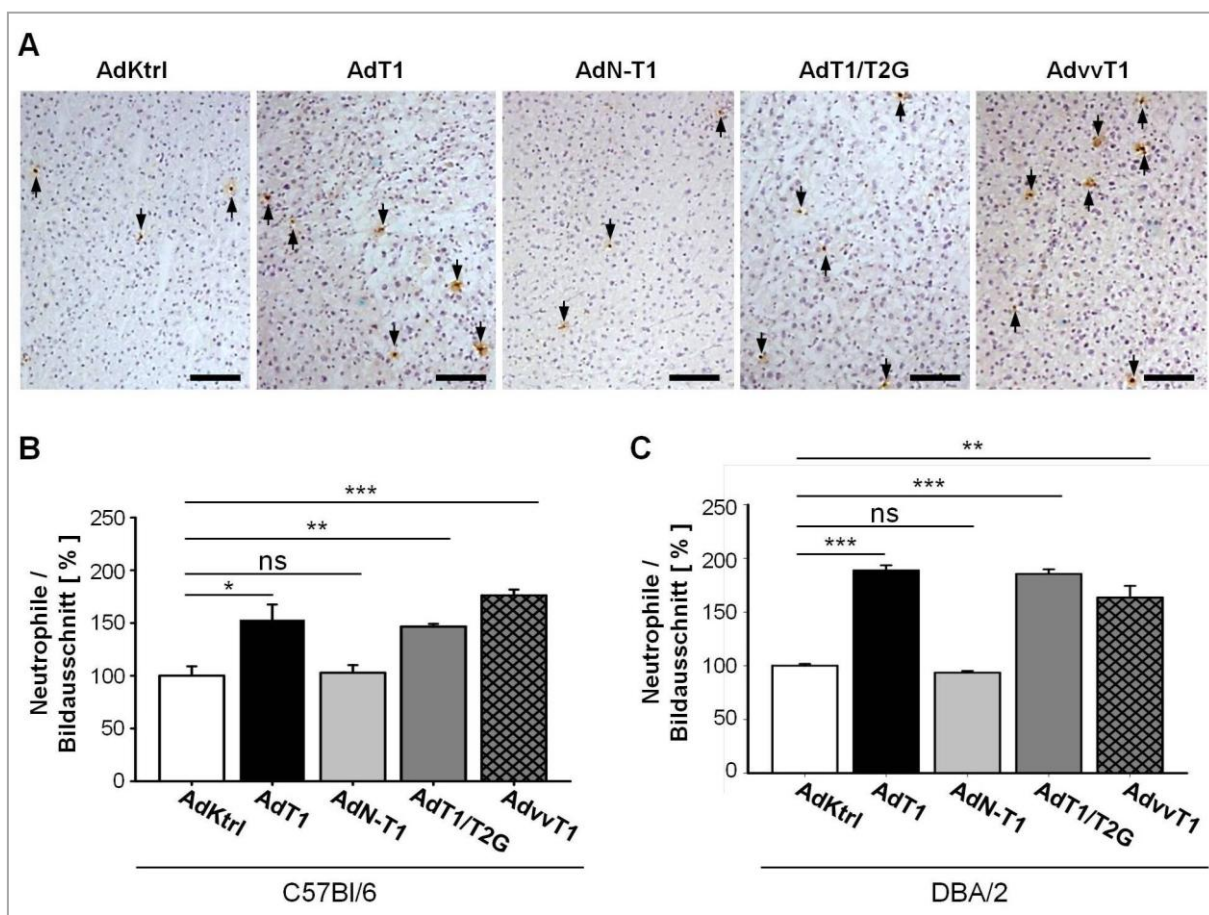 A
AdKtrl AdT1 AdN-T1 AdT1/T2G AdvvT1
B
***
**
ns
*
Neutrophile /
Bildausschnitt [ % ]
250
200
150
100
50
0
AdKtrl AdT1 AdN-T1 AdT1/T2G AdvvT1
C57Bl/6
C
**
***
ns
***
Neutrophile /
Bildausschnitt [ % ]
250
200
150
100
50
0
AdKtrl AdT1 AdN-T1 AdT1/T2G AdvvT1
DBA/2